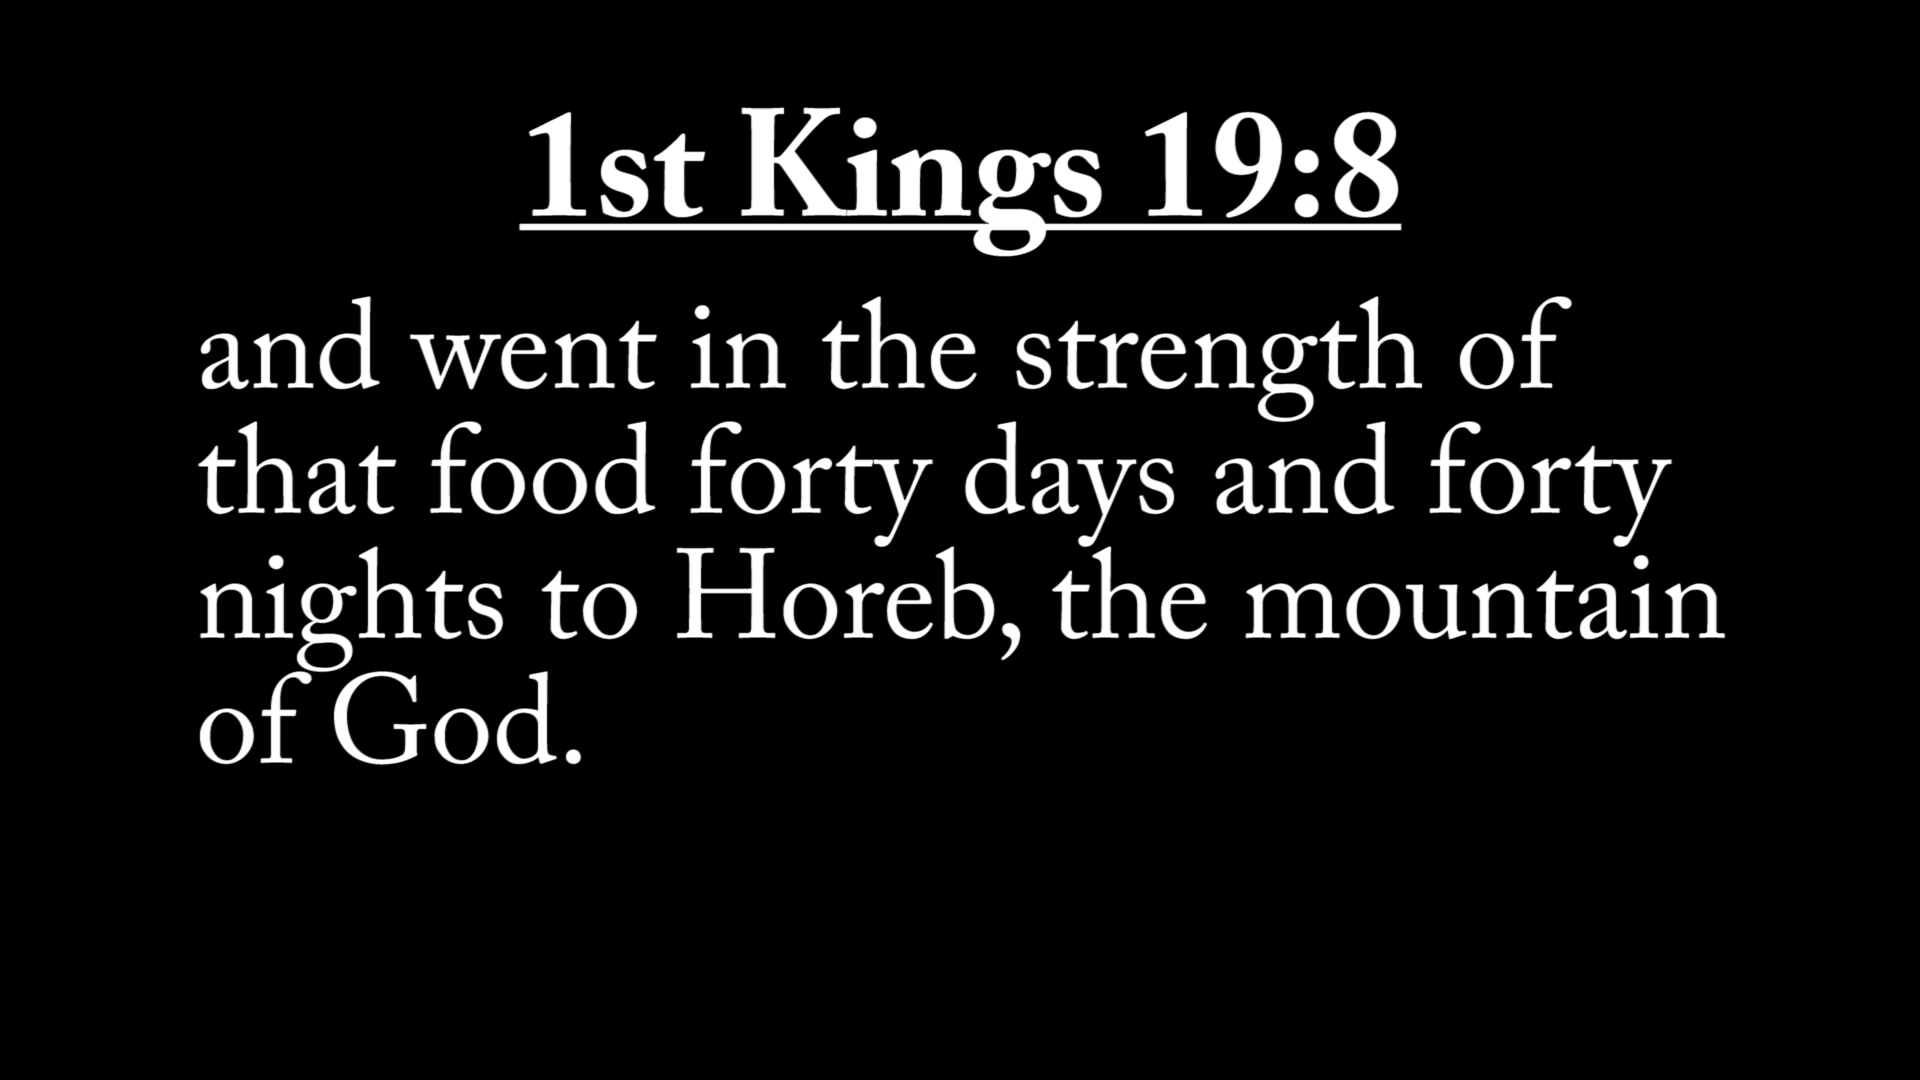 1st Kings 19:8
and went in the strength of
that food forty days and forty
nights to Horeb, the mountain
of God.